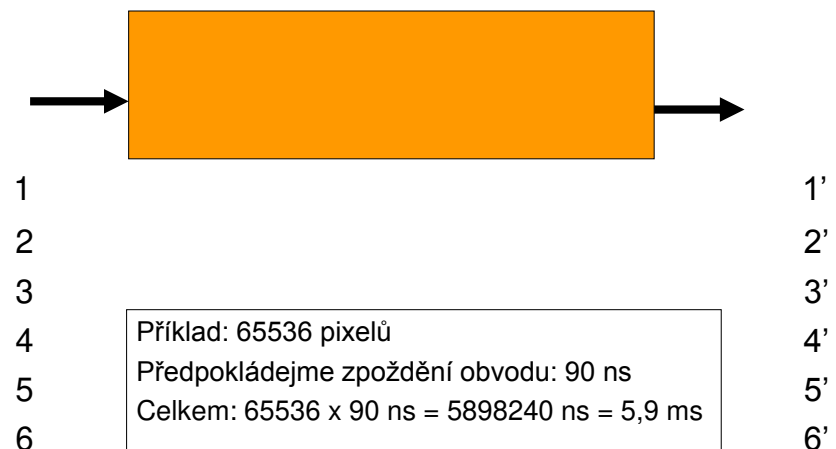 1 1’
2 2’
3 3’
4 4’
5 5’
6 6’
Příklad: 65536 pixelů
Předpokládejme zpoždění obvodu: 90 ns
Celkem: 65536 x 90 ns = 5898240 ns = 5,9 ms